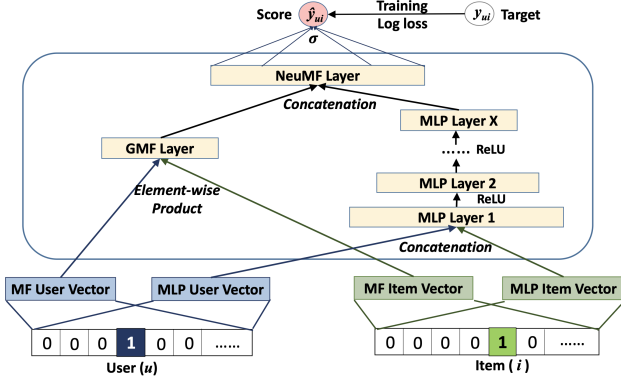 Score ŷui Training Log loss yui Target
σ
NeuMF Layer
Concatenation
MLP Layer X
GMF Layer
...... ReLU
Element-wise
Product
MLP Layer 2
ReLU
MLP Layer 1
Concatenation
MF User Vector MLP User Vector MF Item Vector MLP Item Vector
0 0 0 1 0 0 ...... 0 0 0 0 1 0 ......
User (u) Item ( i )